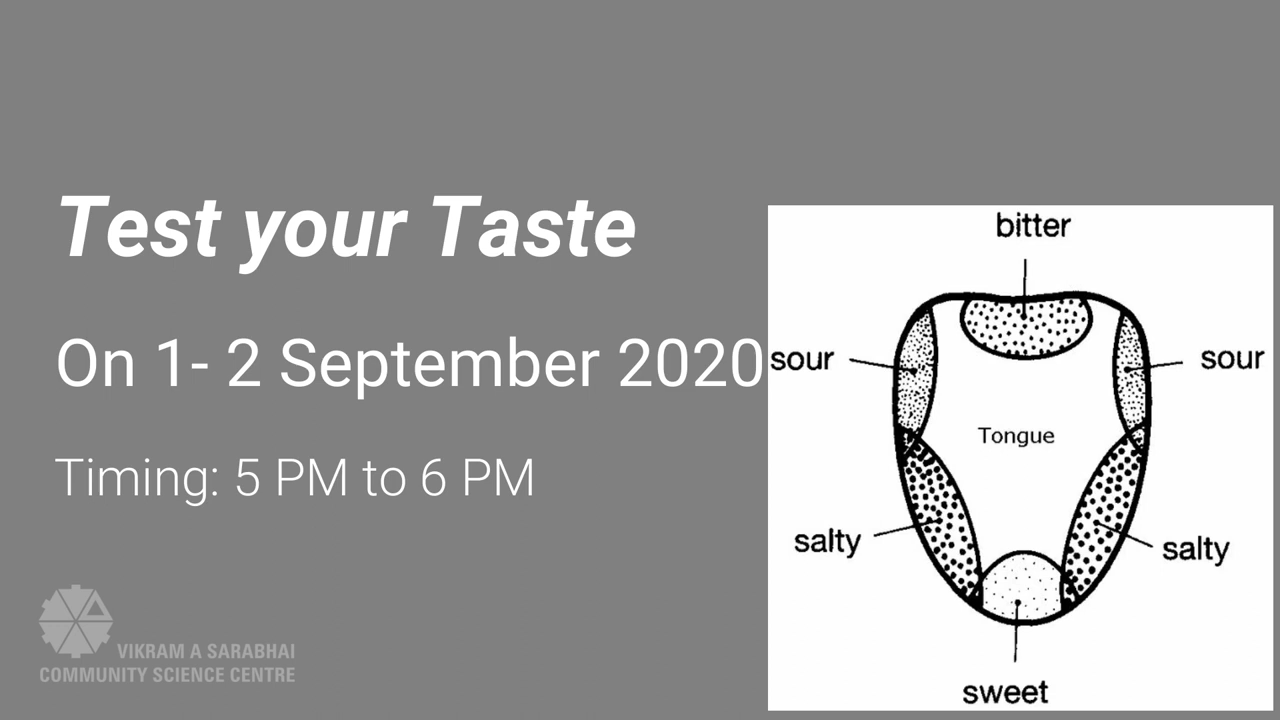 Test your Taste
On 1- 2 September 2020
Timing: 5 PM to 6 PM
VIKRAM A SARABHAI
COMMUNITY SCIENCE CENTRE
bitter
sour
sour
Tongue
salty
salty
sweet